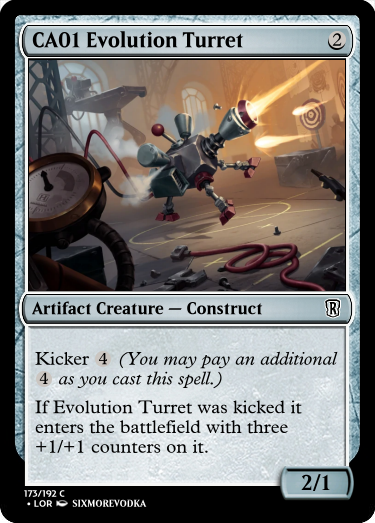 CA01 Evolution Turret 2
Artifact Creature — Construct R
Kicker 4 (You may pay an additional
4 as you cast this spell.)
If Evolution Turret was kicked it
enters the battlefield with three
+1/+1 counters on it.
2/1
173/192 C
• LOR SIXMOREVODKA